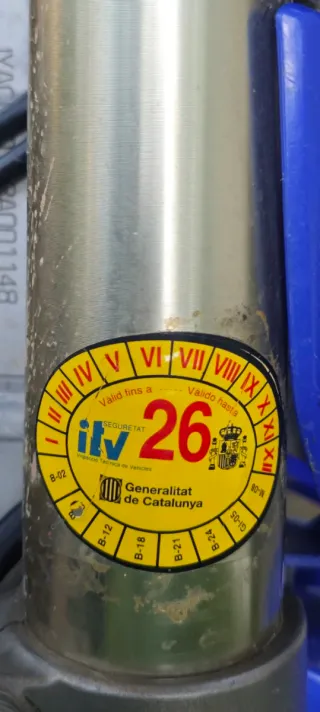 I II III IV V VI VII VIII IX X XI XII
Vàlid fins a Válido hasta
SEGURETAT
itv
26
Inspecció Tècnica de Vehicles
Generalitat
de Catalunya
B-02
B-12
B-18
B-21
B-24
GI-05